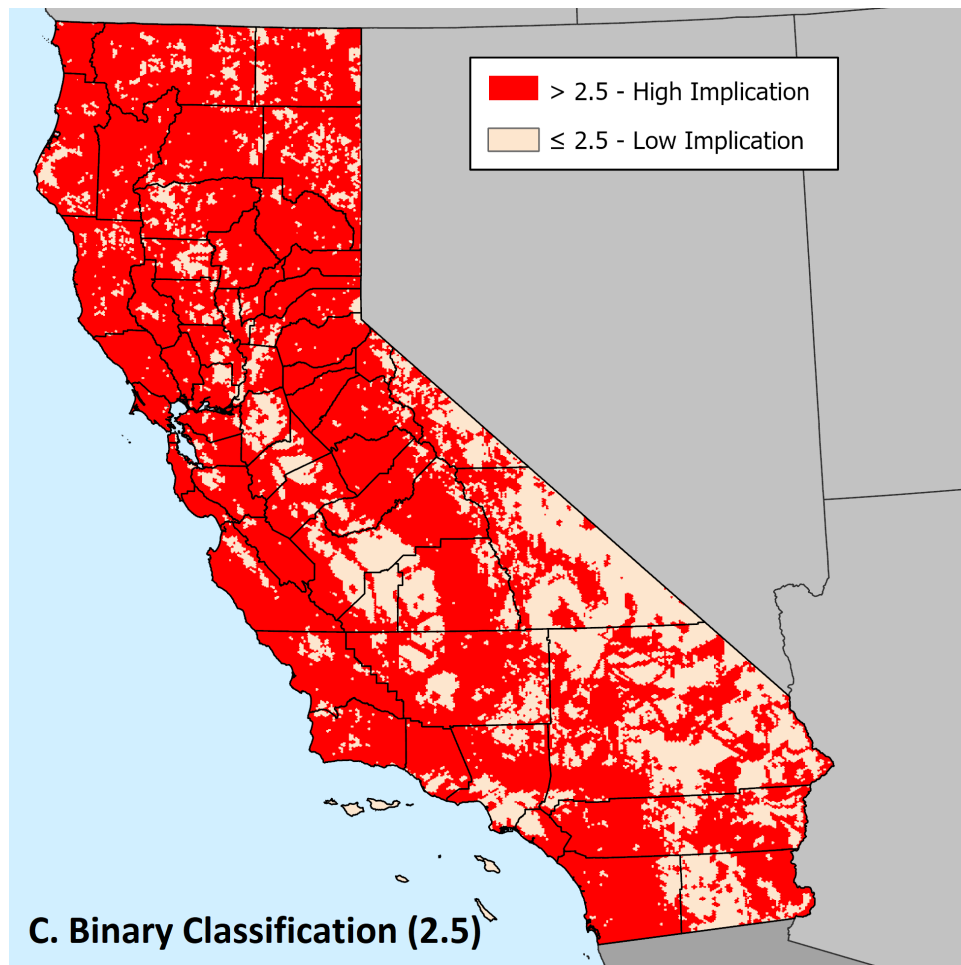 > 2.5 - High Implication
≤ 2.5 - Low Implication
C. Binary Classification (2.5)